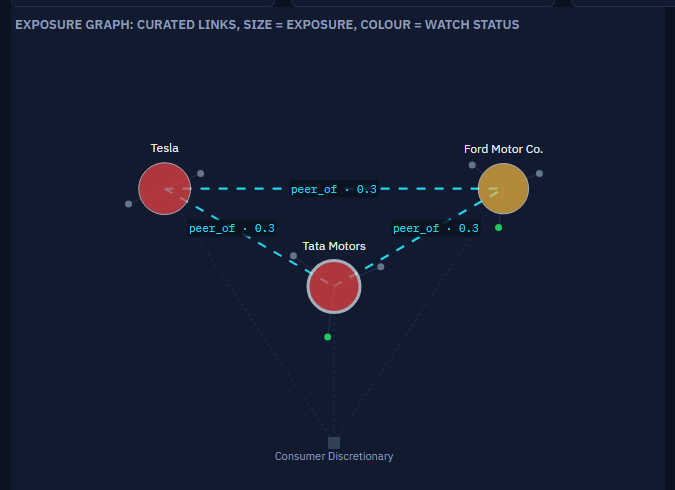 EXPOSURE GRAPH: CURATED LINKS, SIZE = EXPOSURE, COLOUR = WATCH STATUS
Tesla
Ford Motor Co.
peer_of · 0.3
peer_of · 0.3
peer_of · 0.3
Tata Motors
Consumer Discretionary